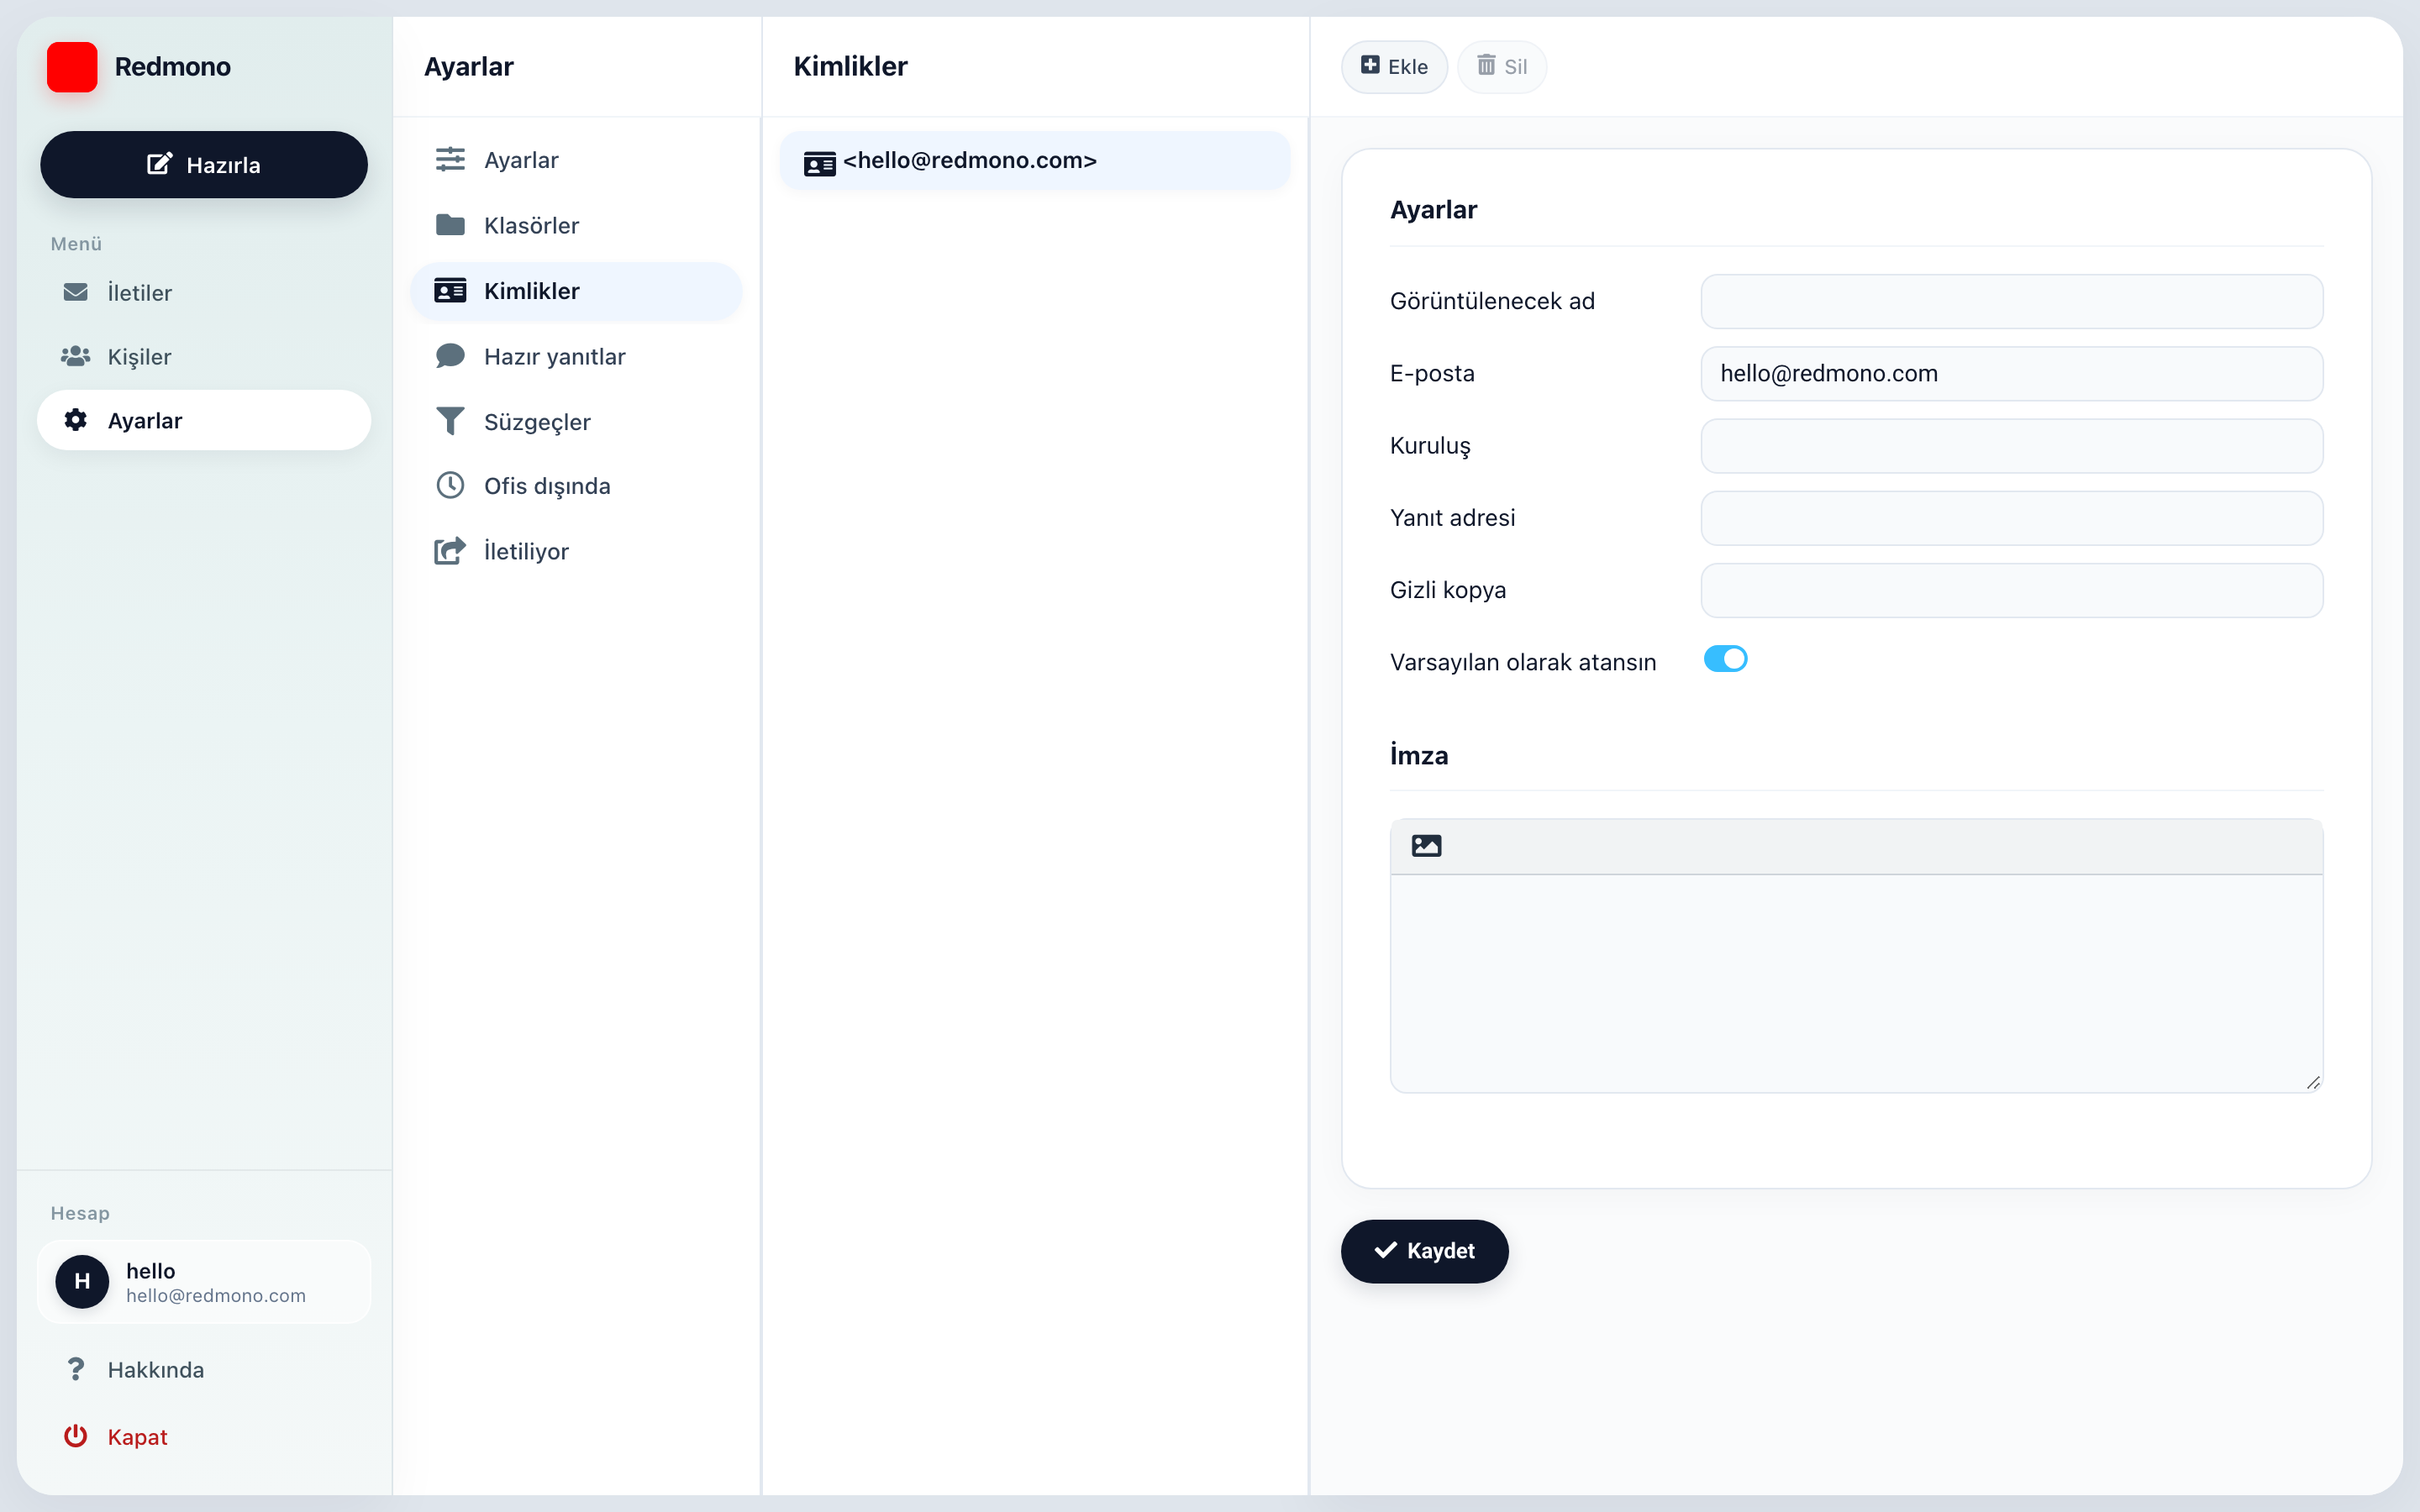 Redmono
Hazırla
Menü
İletiler
Kişiler
Ayarlar
Hesap
H
hello
hello@redmono.com
Hakkında
Kapat
Ayarlar
Ayarlar
Klasörler
Kimlikler
Hazır yanıtlar
Süzgeçler
Ofis dışında
İletiliyor
Kimlikler
<hello@redmono.com>
Ekle
Sil
Ayarlar
Görüntülenecek ad
E-posta
hello@redmono.com
Kuruluş
Yanıt adresi
Gizli kopya
Varsayılan olarak atansın
İmza
Kaydet